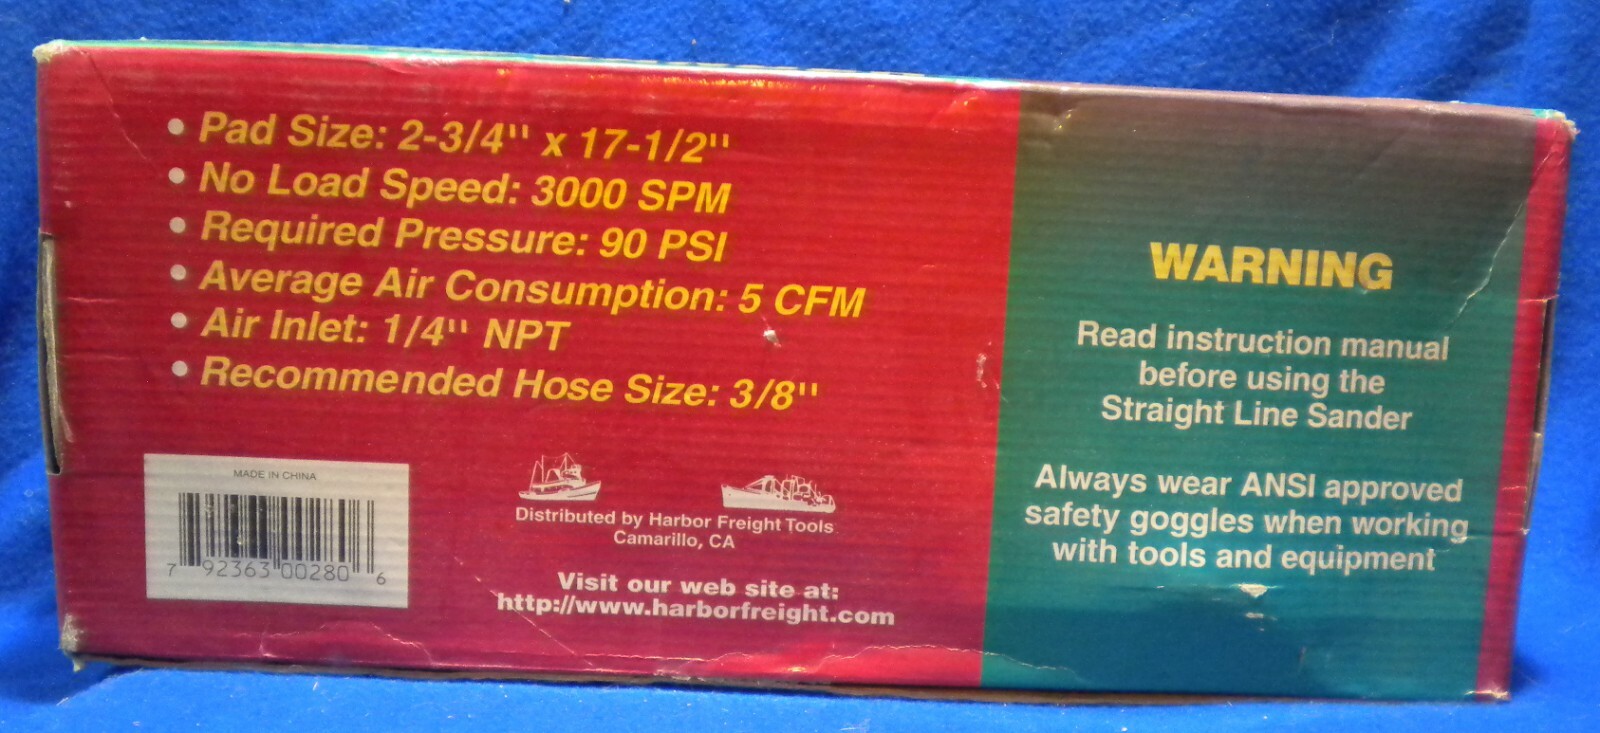 • Pad Size: 2-3/4" x 17-1/2"
• No Load Speed: 3000 SPM
• Required Pressure: 90 PSI
• Average Air Consumption: 5 CFM
• Air Inlet: 1/4" NPT
• Recommended Hose Size: 3/8"
MADE IN CHINA
7 92363 00280 6
Distributed by Harbor Freight Tools
Camarillo, CA
Visit our web site at:
http://www.harborfreight.com
WARNING
Read instruction manual
before using the
Straight Line Sander
Always wear ANSI approved
safety goggles when working
with tools and equipment